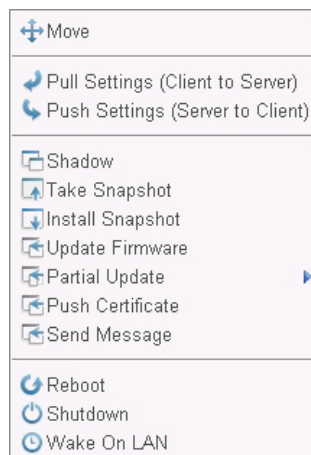 Move
Pull Settings (Client to Server)
Push Settings (Server to Client)
Shadow
Take Snapshot
Install Snapshot
Update Firmware
Partial Update
Push Certificate
Send Message
Reboot
Shutdown
Wake On LAN